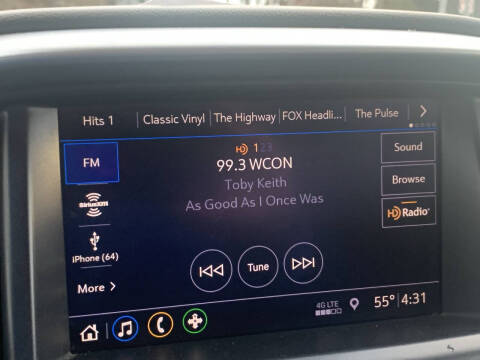 Hits 1 Classic Vinyl The Highway FOX Headli... The Pulse >
FM
HD 1 2 3
Sound
99.3 WCON
Toby Keith
Browse
SiriusXM
As Good As I Once Was
HD Radio
iPhone (64)
Tune
More >
4G LTE
55° 4:31